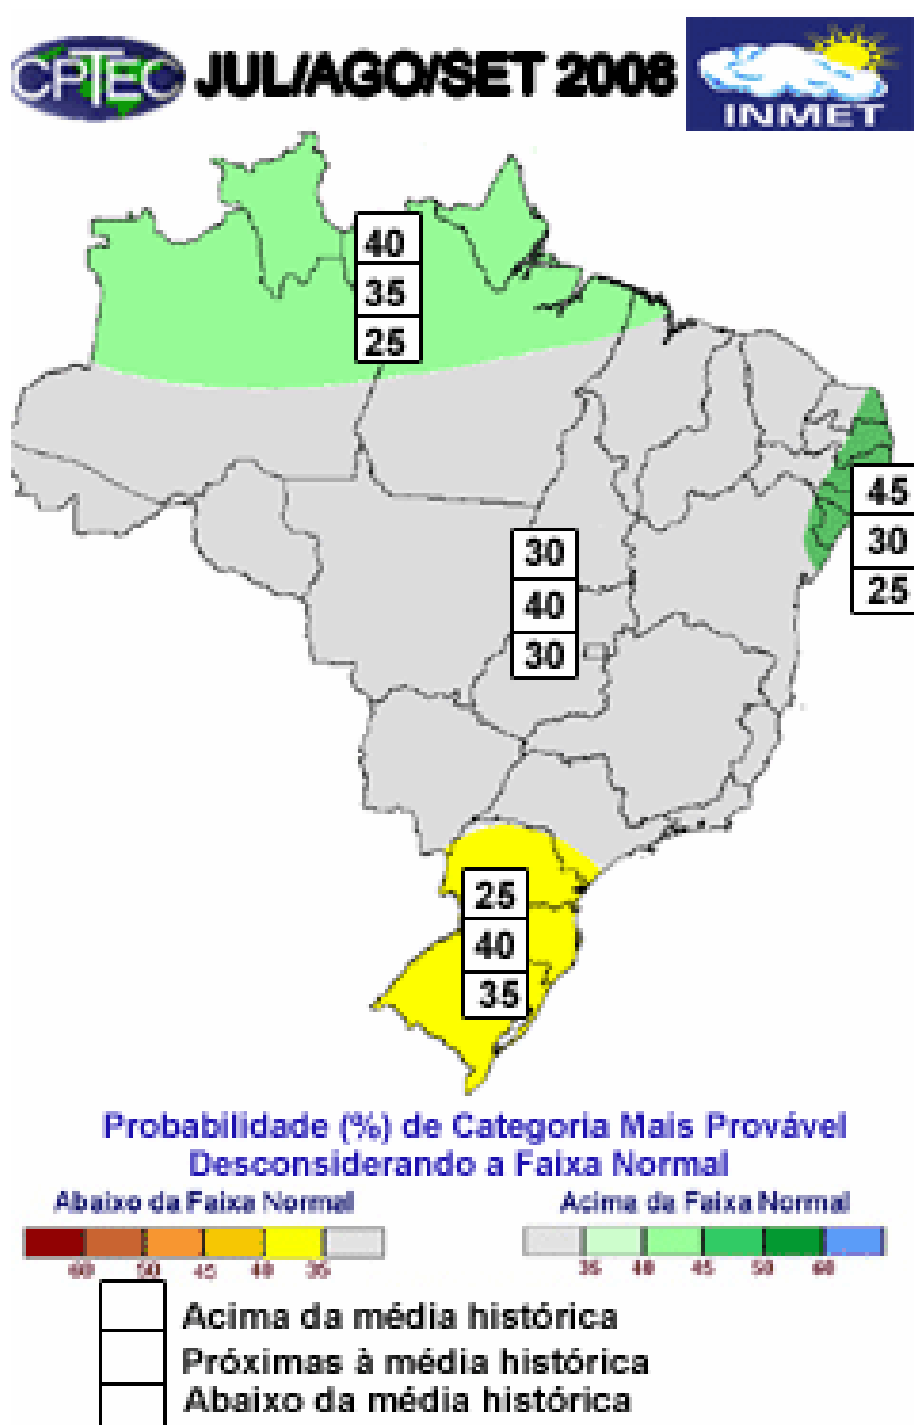 CPTEC JUL/AGO/SET 2008 INMET
40
35
25
45
30
25
30
40
30
25
40
35
Probabilidade (%) de Categoria Mais Provável
Desconsiderando a Faixa Normal
Abaixo da Faixa Normal Acima da Faixa Normal
60 50 45 40 35 35 40 45 50 60
Acima da média histórica
Próximas à média histórica
Abaixo da média histórica